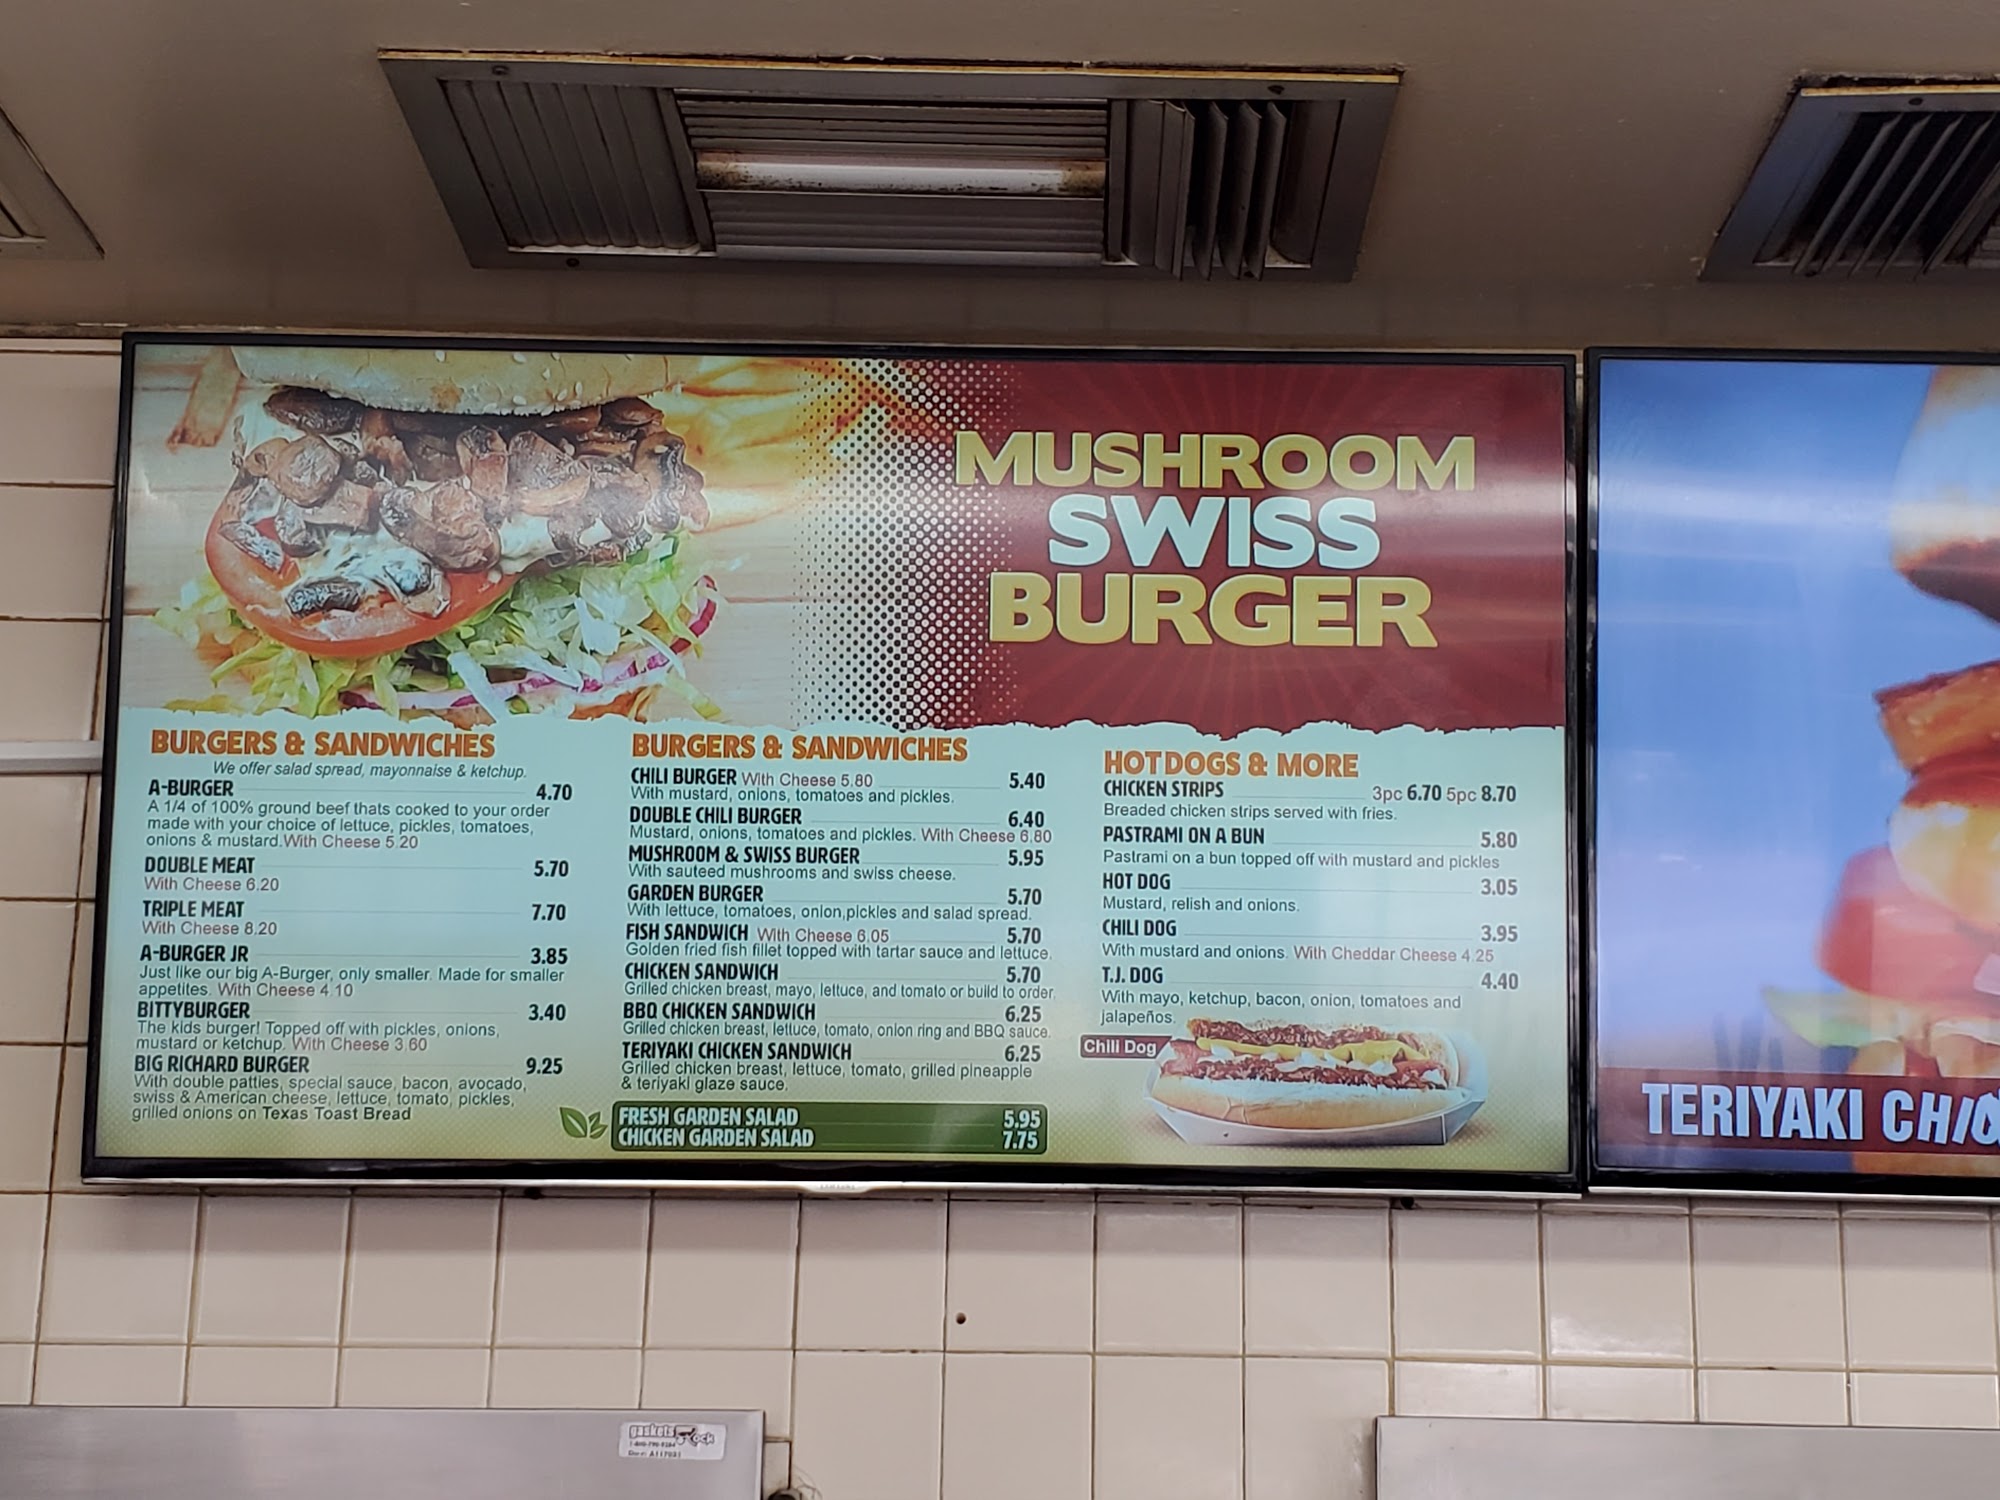 MUSHROOM
SWISS
BURGER
BURGERS & SANDWICHES
We offer salad spread, mayonnaise & ketchup.
A-BURGER 4.70
A 1/4 of 100% ground beef thats cooked to your order
made with your choice of lettuce, pickles, tomatoes,
onions & mustard. With Cheese 5.20
DOUBLE MEAT 5.70
With Cheese 6.20
TRIPLE MEAT 7.70
With Cheese 8.20
A-BURGER JR 3.85
Just like our big A-Burger, only smaller. Made for smaller
appetites. With Cheese 4.10
BITTYBURGER 3.40
The kids burger! Topped off with pickles, onions,
mustard or ketchup. With Cheese 3.60
BIG RICHARD BURGER 9.25
With double patties, special sauce, bacon, avocado,
swiss & American cheese, lettuce, tomato, pickles,
grilled onions on Texas Toast Bread
BURGERS & SANDWICHES
CHILI BURGER With Cheese 5.80 5.40
With mustard, onions, tomatoes and pickles.
DOUBLE CHILI BURGER 6.40
Mustard, onions, tomatoes and pickles. With Cheese 6.80
MUSHROOM & SWISS BURGER 5.95
With sauteed mushrooms and swiss cheese.
GARDEN BURGER 5.70
With lettuce, tomatoes, onion,pickles and salad spread.
FISH SANDWICH With Cheese 6.05 5.70
Golden fried fish fillet topped with tartar sauce and lettuce.
CHICKEN SANDWICH 5.70
Grilled chicken breast, mayo, lettuce, and tomato or build to order.
BBQ CHICKEN SANDWICH 6.25
Grilled chicken breast, lettuce, tomato, onion ring and BBQ sauce.
TERIYAKI CHICKEN SANDWICH 6.25
Grilled chicken breast, lettuce, tomato, grilled pineapple
& teriyaki glaze sauce.
FRESH GARDEN SALAD 5.95
CHICKEN GARDEN SALAD 7.75
HOTDOGS & MORE
CHICKEN STRIPS 3pc 6.70 5pc 8.70
Breaded chicken strips served with fries.
PASTRAMI ON A BUN 5.80
Pastrami on a bun topped off with mustard and pickles
HOT DOG 3.05
Mustard, relish and onions.
CHILI DOG 3.95
With mustard and onions. With Cheddar Cheese 4.25
T.J. DOG 4.40
With mayo, ketchup, bacon, onion, tomatoes and
jalapeños.
Chili Dog
TERIYAKI CHIC
SAMSUNG
gaskets
Rock